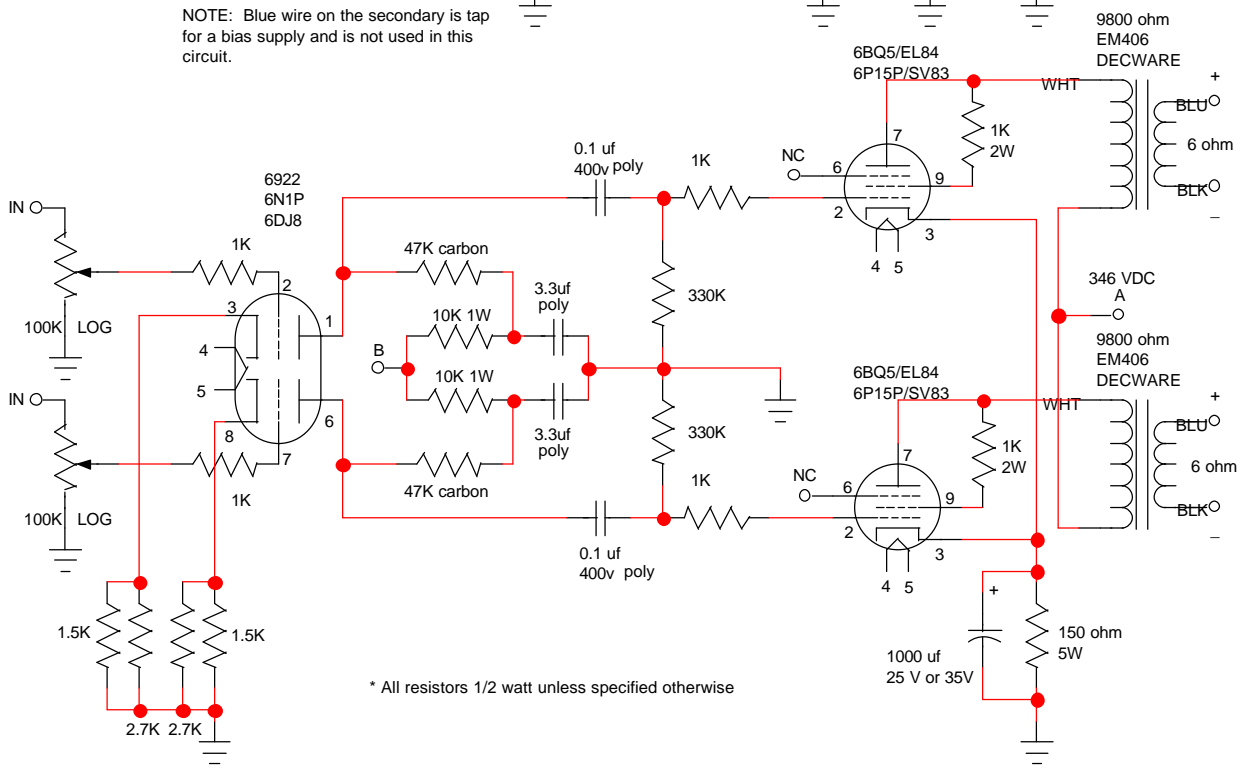 NOTE: Blue wire on the secondary is tap
for a bias supply and is not used in this
circuit.
9800 ohm
EM406
DECWARE
6BQ5/EL84
6P15P/SV83
WHT
+
BLU
6 ohm
BLK
_
7
1K
2W
NC
6
9
2
3
4 5
0.1 uf
400v poly
1K
6922
6N1P
6DJ8
IN
1K
2
47K carbon
3
1
100K LOG
4
5
3.3uf
poly
10K 1W
B
10K 1W
3.3uf
poly
330K
346 VDC
A
9800 ohm
EM406
DECWARE
6BQ5/EL84
6P15P/SV83
WHT
+
BLU
6 ohm
BLK
_
IN
8
6
7
1K
100K LOG
47K carbon
330K
1K
NC
7
1K
2W
6
9
2
3
4 5
0.1 uf
400v poly
1.5K
1.5K
2.7K 2.7K
+
1000 uf
25 V or 35V
150 ohm
5W
* All resistors 1/2 watt unless specified otherwise